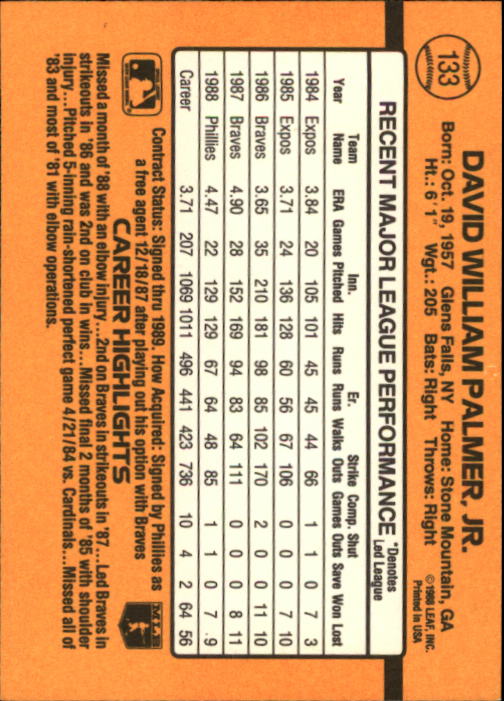 133
DAVID WILLIAM PALMER, JR.
Born: Oct. 19, 1957 Glens Falls, NY Home: Stone Mountain, GA
Ht.: 6' 1" Wgt.: 205 Bats: Right Throws: Right
©1988 LEAF, INC.
Printed in USA
RECENT MAJOR LEAGUE PERFORMANCE *Denotes Led League
Year Team Name ERA Games Inn. Pitched Hits Runs Er. Runs Walks Strike Outs Comp. Games Shut Outs Save Won Lost
1984 Expos 3.84 20 105 101 45 45 44 66 1 1 0 7 3
1985 Expos 3.71 24 136 128 60 56 67 106 0 0 0 7 10
1986 Braves 3.65 35 210 181 98 85 102 170 2 0 0 11 10
1987 Braves 4.90 28 152 169 94 83 64 111 0 0 0 8 11
1988 Phillies 4.47 22 129 129 67 64 48 85 1 1 0 7 .9
Career 3.71 207 1069 1011 496 441 423 736 10 4 2 64 56
Contract Status: Signed thru 1989. How Acquired: Signed by Phillies as
a free agent 12/18/87 after playing out his option with Braves
CAREER HIGHLIGHTS
MLB
Missed a month of '88 with an elbow injury...2nd on Braves in strikeouts in '87...Led Braves in
strikeouts in '86 and was 2nd on club in wins...Missed final 2 months of '85 with shoulder
injury...Pitched 5-inning rain-shortened perfect game 4/21/84 vs. Cardinals...Missed all of
'83 and most of '81 with elbow operations.